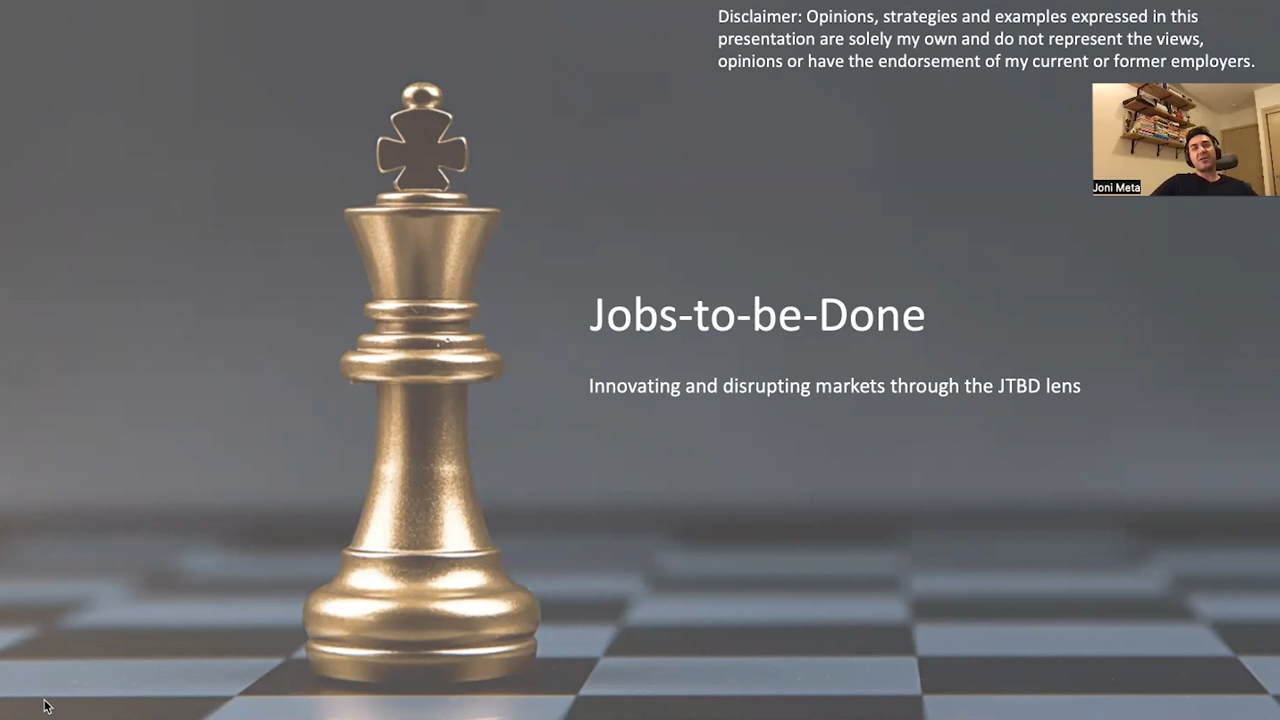 Disclaimer: Opinions, strategies and examples expressed in this
presentation are solely my own and do not represent the views,
opinions or have the endorsement of my current or former employers.
Joni Meta
Jobs-to-be-Done
Innovating and disrupting markets through the JTBD lens